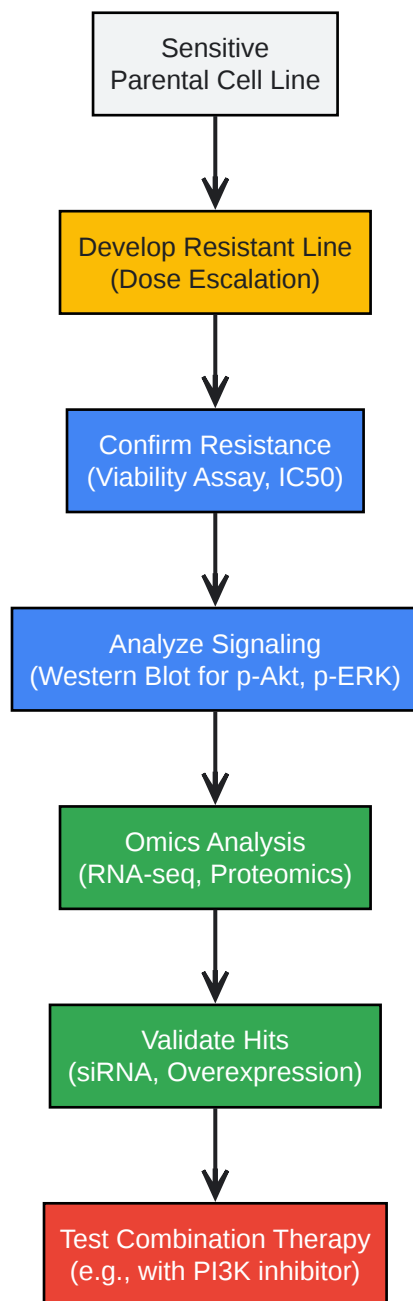 Sensitive
Parental Cell Line
Develop Resistant Line
(Dose Escalation)
Confirm Resistance
(Viability Assay, IC50)
Analyze Signaling
(Western Blot for p-Akt, p-ERK)
Omics Analysis
(RNA-seq, Proteomics)
Validate Hits
(siRNA, Overexpression)
Test Combination Therapy
(e.g., with PI3K inhibitor)